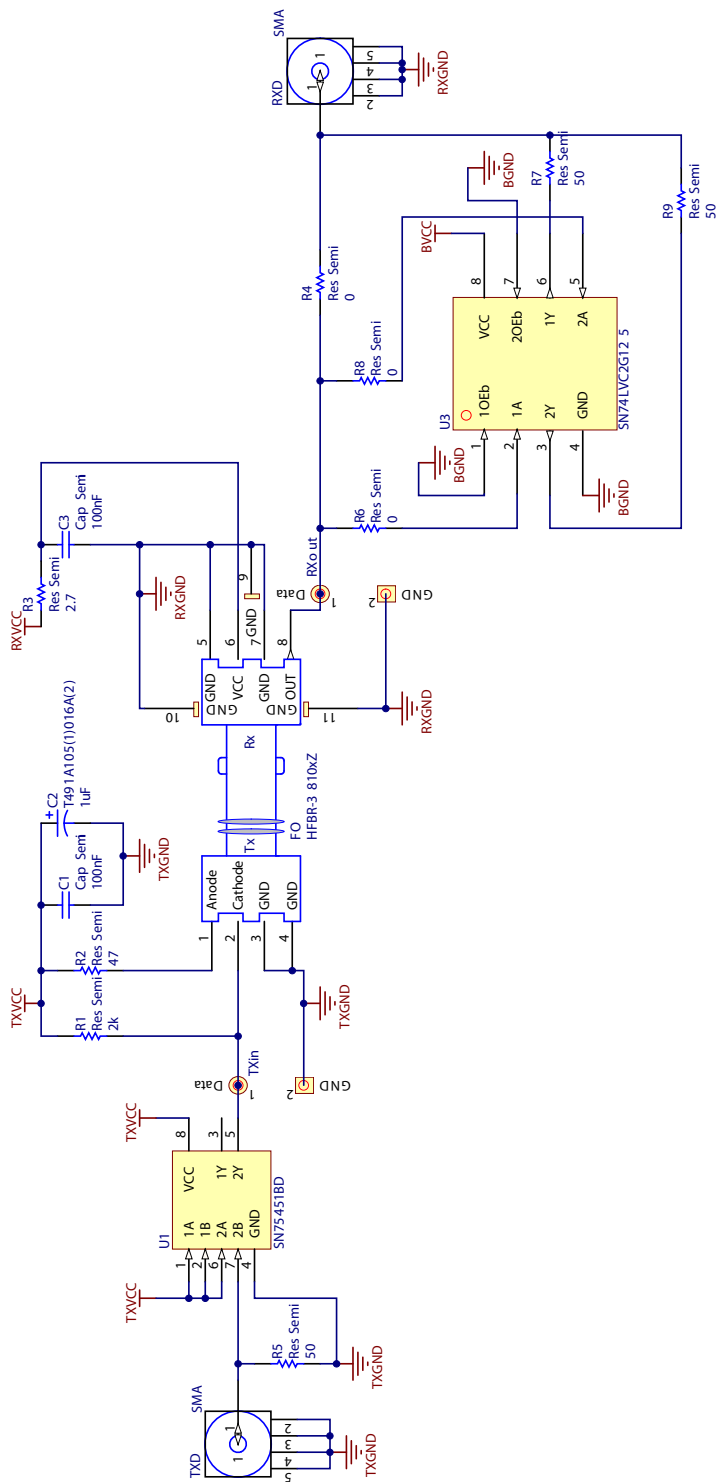 SMA
RXD
1
1
5
4
3
2
RXGND
R7
Res Semi
50
R9
Res Semi
50
BGND
BVCC
R4
Res Semi
0
R8
Res Semi
0
R6
Res Semi
0
8
7
6
5
VCC
2OEb
1Y
2A
1OEb
1A
2Y
GND
U3
SN74LVC2G12 5
1
2
3
4
BGND
BGND
RXVCC
R3
Res Semi
2.7
C3
Cap Semi
100nF
RXGND
9
GND
5
6
7
8
GND
VCC
GND
OUT
10
GND
11
GND
Rx
RXo ut
Data
1
2
GND
RXGND
C2
+
T491A105(1)016A(2)
1uF
C1
Cap Semi
100nF
TXGND
FO
HFBR-3 810xZ
Tx
Anode
Cathode
GND
GND
1
2
3
4
TXVCC
R2
Res Semi
47
R1
Res Semi
2k
TXGND
TXin
Data
1
2
GND
TXVCC
8
3
5
VCC
1Y
2Y
1A
1B
2A
2B
GND
U1
SN75451BD
1
2
6
7
4
TXVCC
R5
Res Semi
50
TXGND
SMA
TXD
1
1
2
3
4
5
TXGND